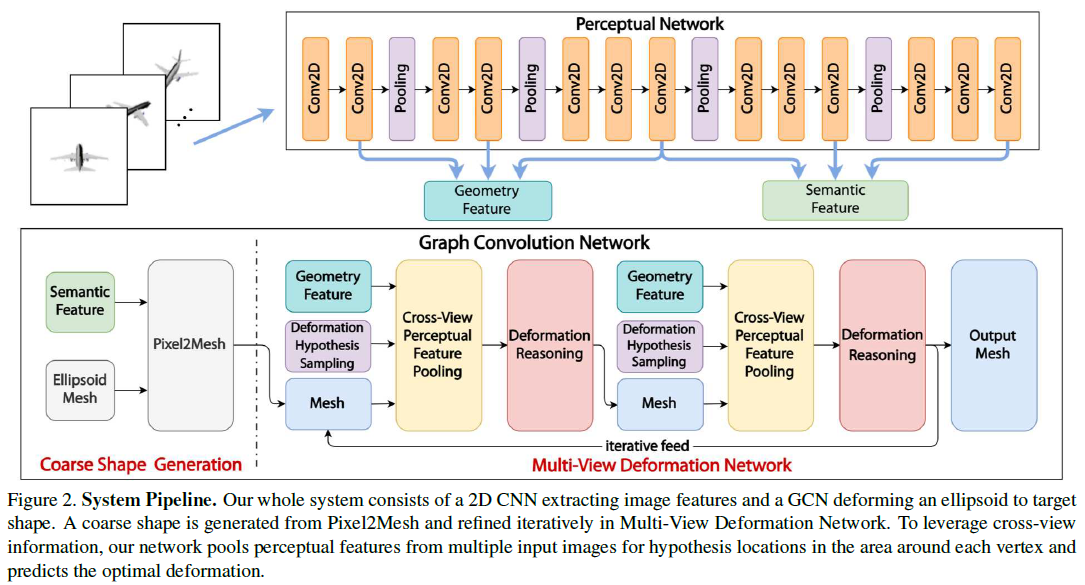 Perceptual Network
Conv2D
Conv2D
Pooling
Conv2D
Conv2D
Pooling
Conv2D
Conv2D
Conv2D
Pooling
Conv2D
Conv2D
Conv2D
Pooling
Conv2D
Conv2D
Conv2D
Geometry
Feature
Semantic
Feature
Graph Convolution Network
Semantic
Feature
Ellipsoid
Mesh
Pixel2Mesh
Geometry
Feature
Deformation
Hypothesis
Sampling
Mesh
Cross-View
Perceptual
Feature
Pooling
Deformation
Reasoning
Geometry
Feature
Deformation
Hypothesis
Sampling
Mesh
Cross-View
Perceptual
Feature
Pooling
Deformation
Reasoning
Output
Mesh
iterative feed
Coarse Shape Generation
Multi-View Deformation Network
Figure 2. System Pipeline. Our whole system consists of a 2D CNN extracting image features and a GCN deforming an ellipsoid to target
shape. A coarse shape is generated from Pixel2Mesh and refined iteratively in Multi-View Deformation Network. To leverage cross-view
information, our network pools perceptual features from multiple input images for hypothesis locations in the area around each vertex and
predicts the optimal deformation.